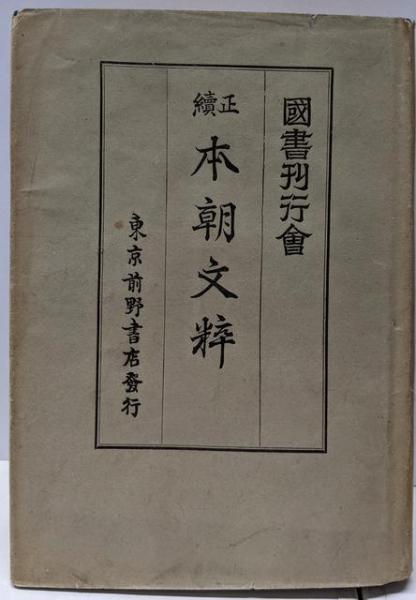 國書刊行會
正續
本朝文粹
東京前野書店發行